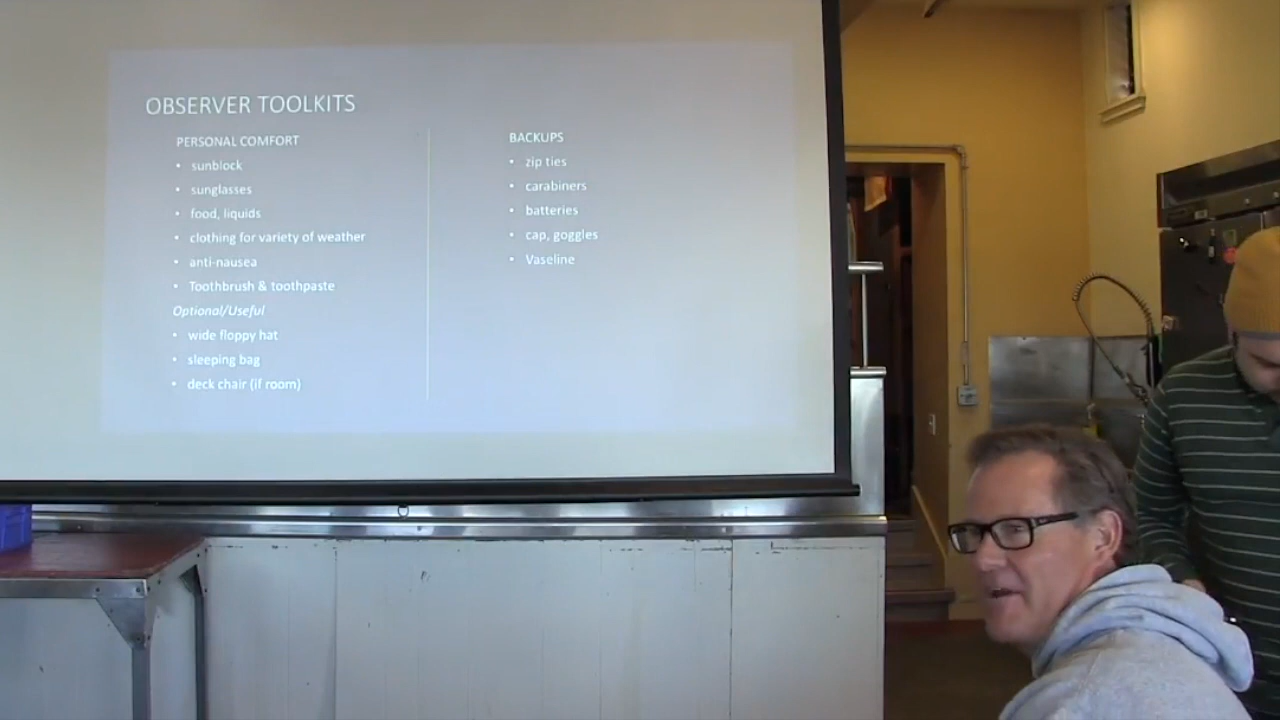 OBSERVER TOOLKITS
PERSONAL COMFORT
• sunblock
• sunglasses
• food, liquids
• clothing for variety of weather
• anti-nausea
• Toothbrush & toothpaste
Optional/Useful
• wide floppy hat
• sleeping bag
• deck chair (if room)
BACKUPS
• zip ties
• carabiners
• batteries
• cap, goggles
• Vaseline